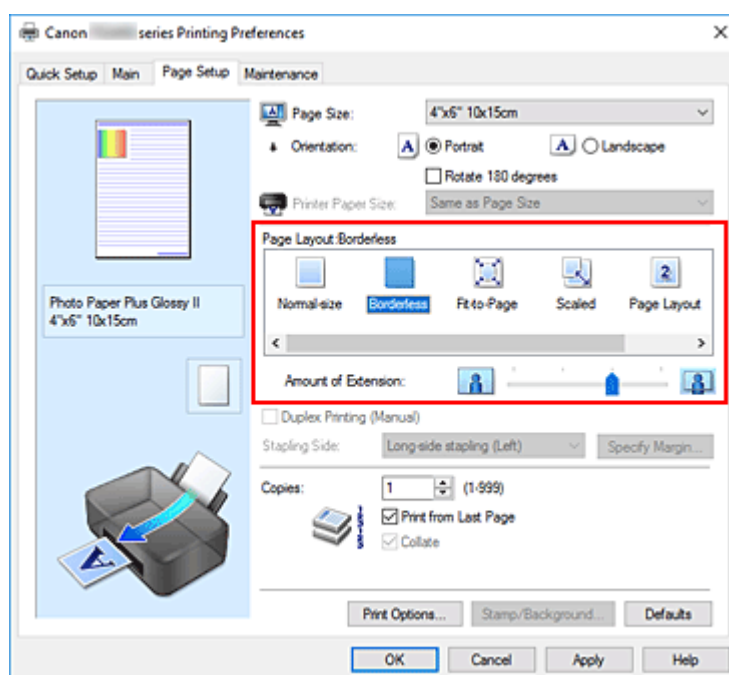 Canon series Printing Preferences
Quick Setup Main Page Setup Maintenance
Page Size: 4"x6" 10x15cm
Orientation: A Portrait A Landscape
Rotate 180 degrees
Printer Paper Size: Same as Page Size
Page Layout:Borderless
2
Normal-size Borderless Fit-to-Page Scaled Page Layout
Photo Paper Plus Glossy II
4"x6" 10x15cm
Amount of Extension:
Duplex Printing (Manual)
Stapling Side: Long-side stapling (Left) Specify Margin...
Copies: 1 (1-999)
Print from Last Page
Collate
A
Print Options... Stamp/Background... Defaults
OK Cancel Apply Help